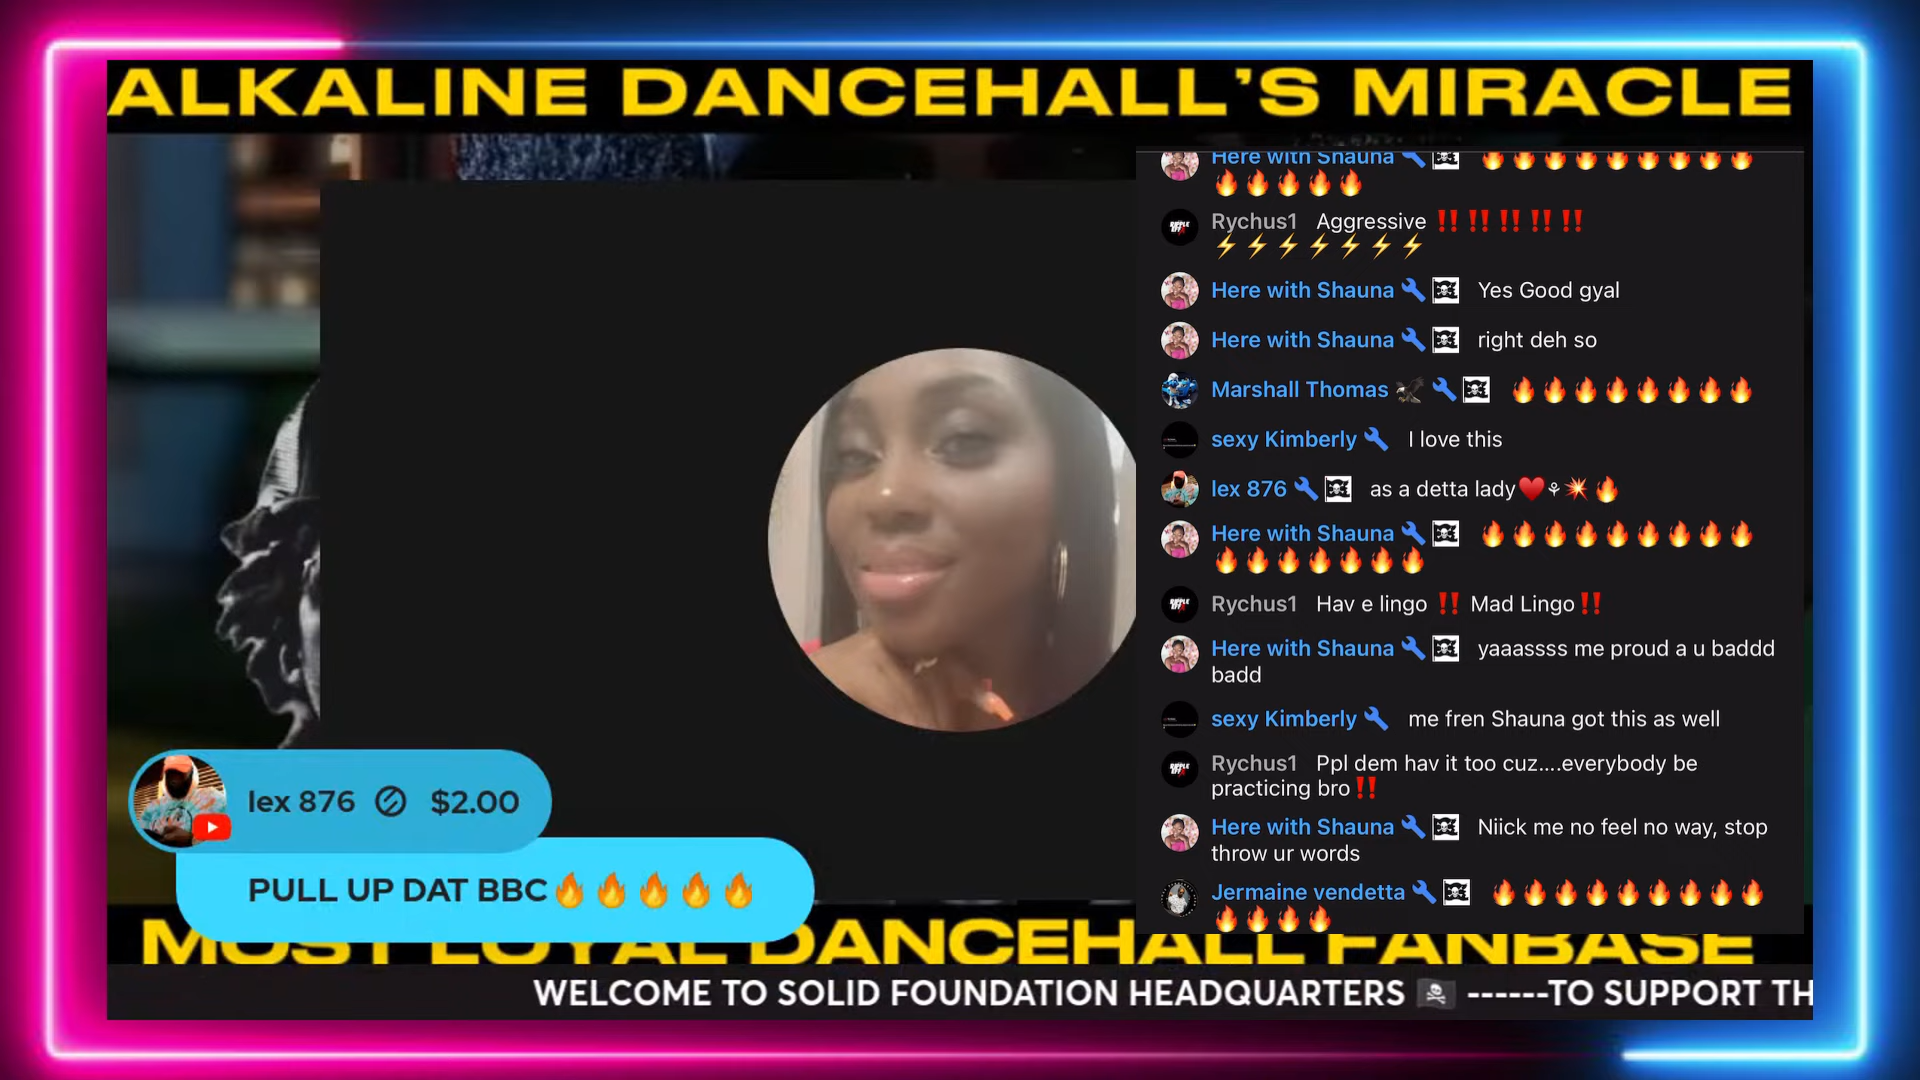 ALKALINE DANCEHALL'S MIRACLE
Here with Shauna 🔧 🏴‍☠️ 🔥🔥🔥🔥🔥🔥🔥🔥🔥
🔥🔥🔥🔥🔥
Rychus1 Aggressive ‼️‼️‼️‼️‼️
⚡⚡⚡⚡⚡⚡⚡
Here with Shauna 🔧 🏴‍☠️ Yes Good gyal
Here with Shauna 🔧 🏴‍☠️ right deh so
Marshall Thomas 🦅 🔧 🏴‍☠️ 🔥🔥🔥🔥🔥🔥🔥🔥
sexy Kimberly 🔧 I love this
lex 876 🔧 🏴‍☠️ as a detta lady❤️⚘💥🔥
Here with Shauna 🔧 🏴‍☠️ 🔥🔥🔥🔥🔥🔥🔥🔥🔥
🔥🔥🔥🔥🔥🔥🔥
Rychus1 Hav e lingo ‼️ Mad Lingo‼️
Here with Shauna 🔧 🏴‍☠️ yaaassss me proud a u baddd
badd
sexy Kimberly 🔧 me fren Shauna got this as well
Rychus1 Ppl dem hav it too cuz....everybody be
practicing bro‼️
Here with Shauna 🔧 🏴‍☠️ Niick me no feel no way, stop
throw ur words
Jermaine vendetta 🔧 🏴‍☠️ 🔥🔥🔥🔥🔥🔥🔥🔥🔥
🔥🔥🔥🔥
lex 876 $2.00
PULL UP DAT BBC🔥🔥🔥🔥🔥
MOST LOYAL DANCEHALL FANBASE
WELCOME TO SOLID FOUNDATION HEADQUARTERS 🏴‍☠️ ------TO SUPPORT TH